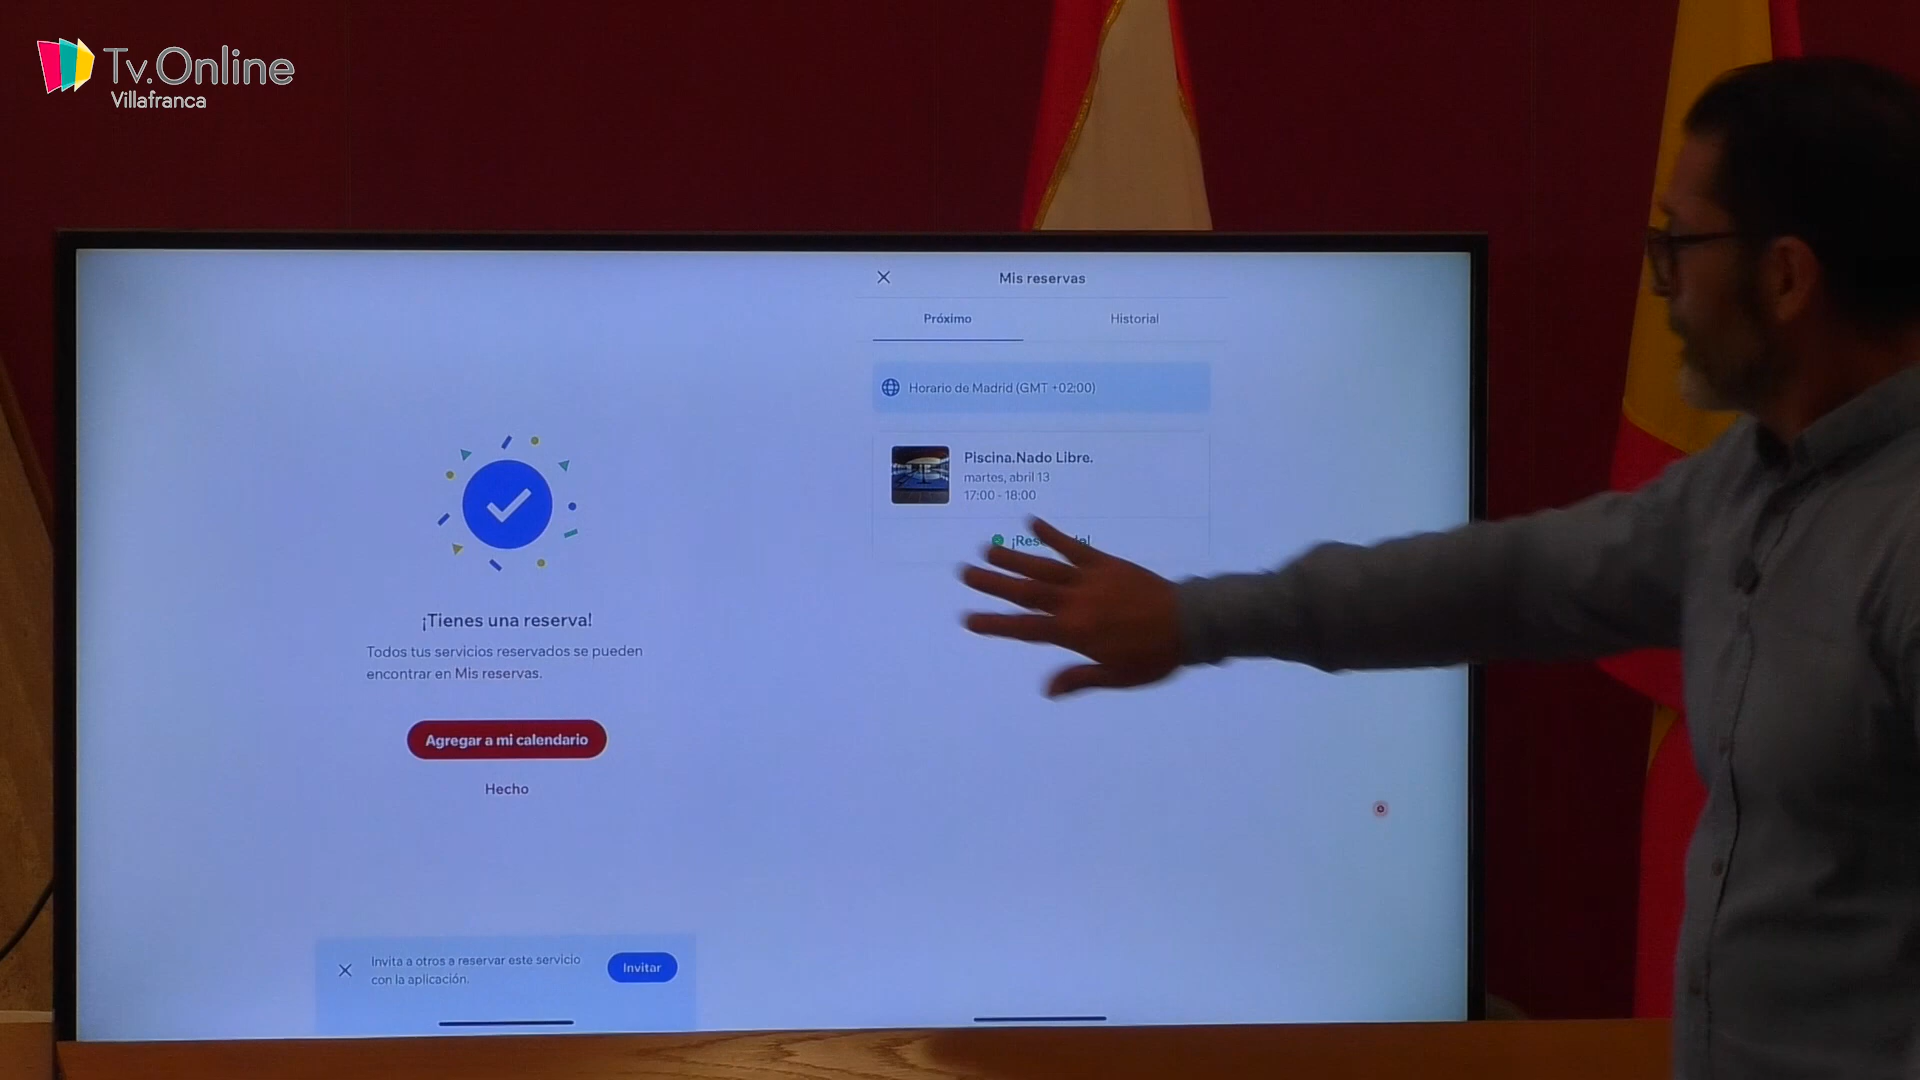 Tv.Online
Villafranca
¡Tienes una reserva!
Todos tus servicios reservados se pueden
encontrar en Mis reservas.
Agregar a mi calendario
Hecho
Invita a otros a reservar este servicio
con la aplicación.
Invitar
Mis reservas
Próximo
Historial
Horario de Madrid (GMT +02:00)
Piscina.Nado Libre.
martes, abril 13
17:00 - 18:00